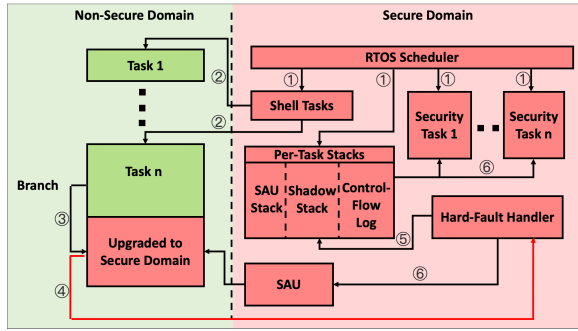 Non-Secure Domain
Secure Domain
RTOS Scheduler
Task 1
②
①
①
①
①
Shell Tasks
②
Security
Task 1
Security
Task n
Per-Task Stacks
SAU
Stack
Shadow
Stack
Control-
Flow
Log
⑥
Task n
Branch
③
Upgraded to
Secure Domain
④
⑤
Hard-Fault Handler
SAU
⑥